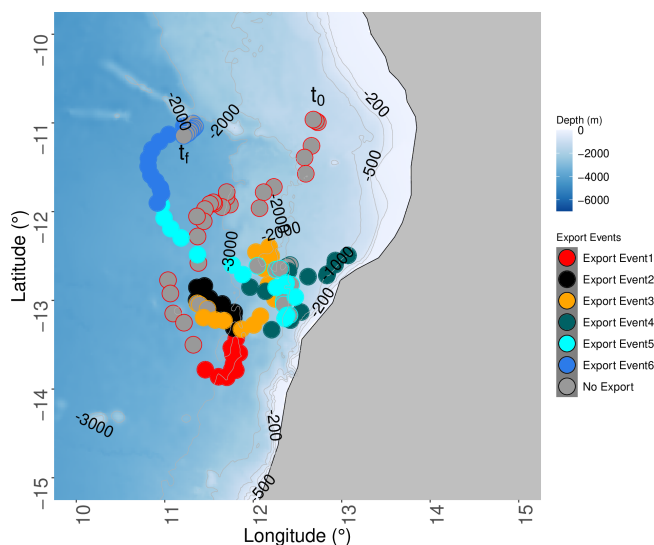 −10
−11
−12
−13
−14
−15
Latitude (°)
10
11
12
13
14
15
Longitude (°)
-200
-500
t0
-2000
-2000
tf
-2000
-2000
-3000
-1000
-200
-3000
-200
-500
Depth (m)
0
−2000
−4000
−6000
Export Events
Export Event1
Export Event2
Export Event3
Export Event4
Export Event5
Export Event6
No Export